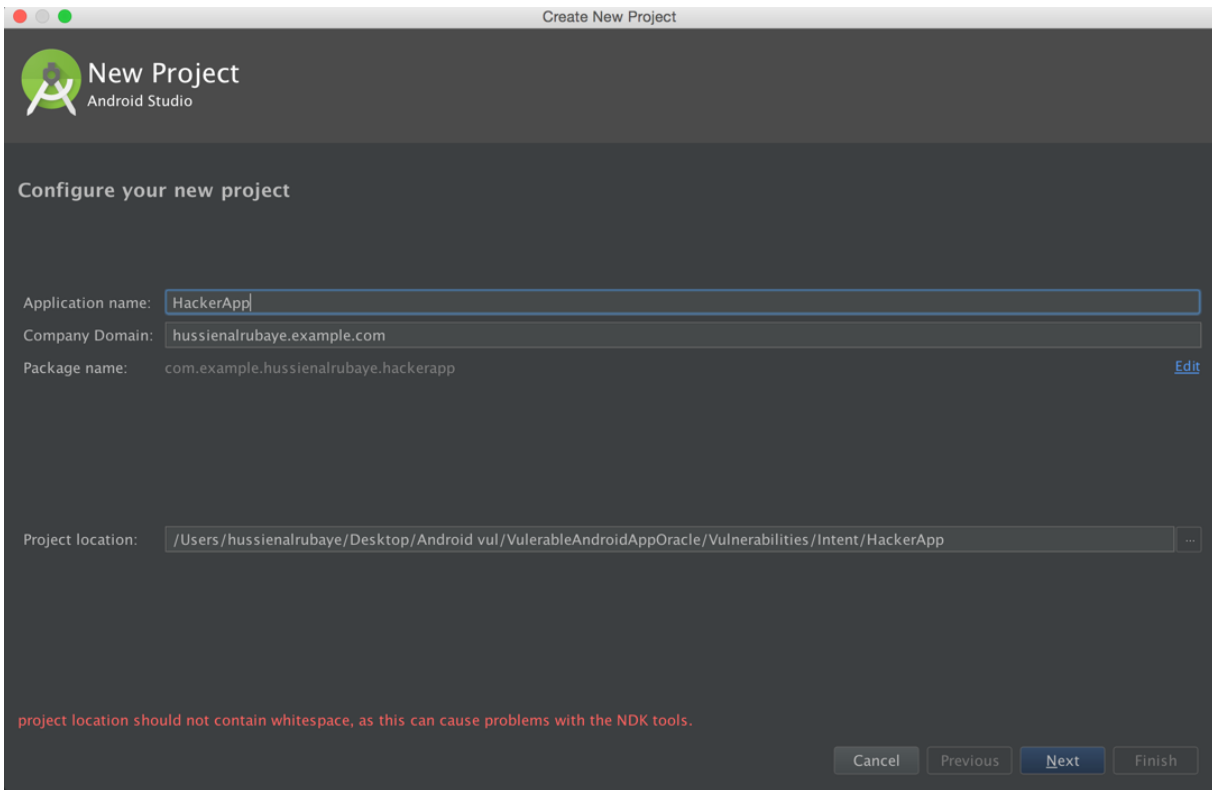 Create New Project
New Project
Android Studio
Configure your new project
Application name: HackerApp
Company Domain: hussienalrubaye.example.com
Package name: com.example.hussienalrubaye.hackerapp Edit
Project location: /Users/hussienalrubaye/Desktop/Android vul/VulerableAndroidAppOracle/Vulnerabilities/Intent/HackerApp ...
project location should not contain whitespace, as this can cause problems with the NDK tools.
Cancel Previous Next Finish